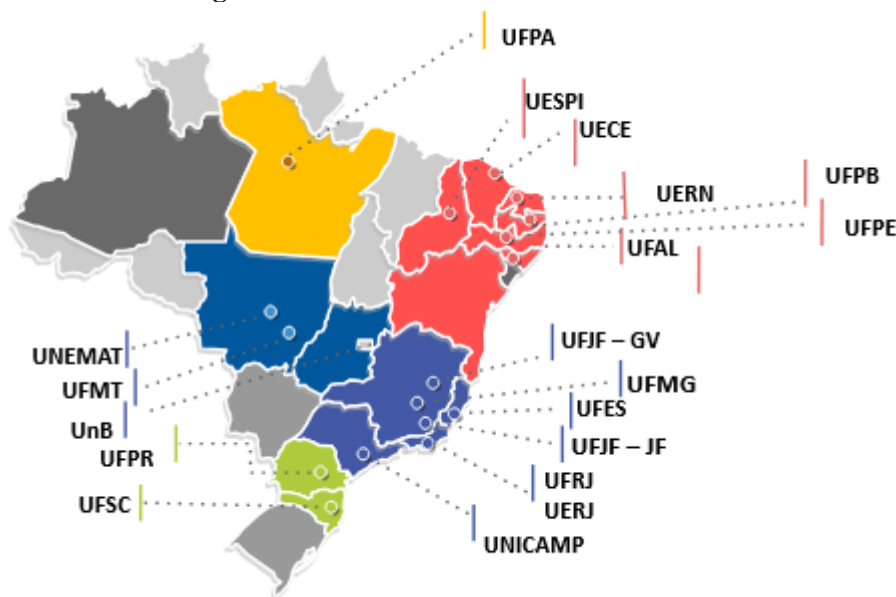 UFPA
UESPI
UECE
UFPB
UERN
UFPE
UFAL
UNEMAT
UFJF – GV
UFMT
UFMG
UnB
UFES
UFPR
UFJF – JF
UFRJ
UFSC
UERJ
UNICAMP